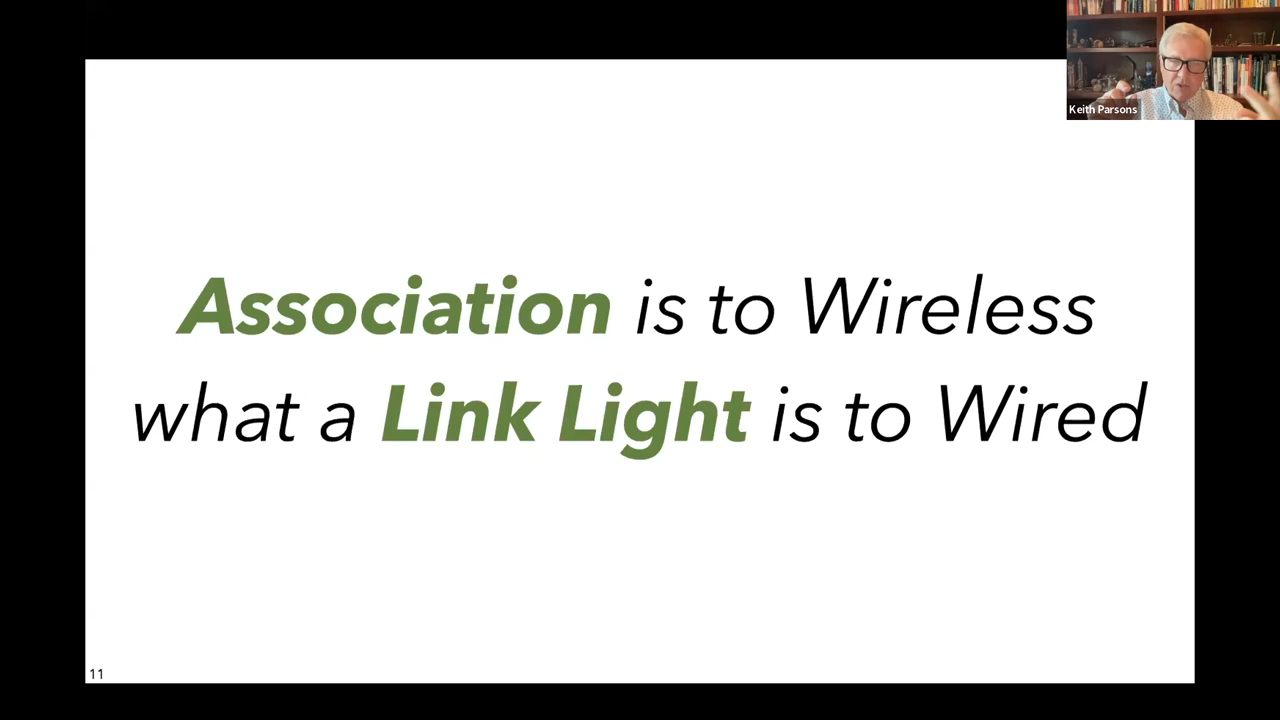 Keith Parsons
Association is to Wireless
what a Link Light is to Wired
11